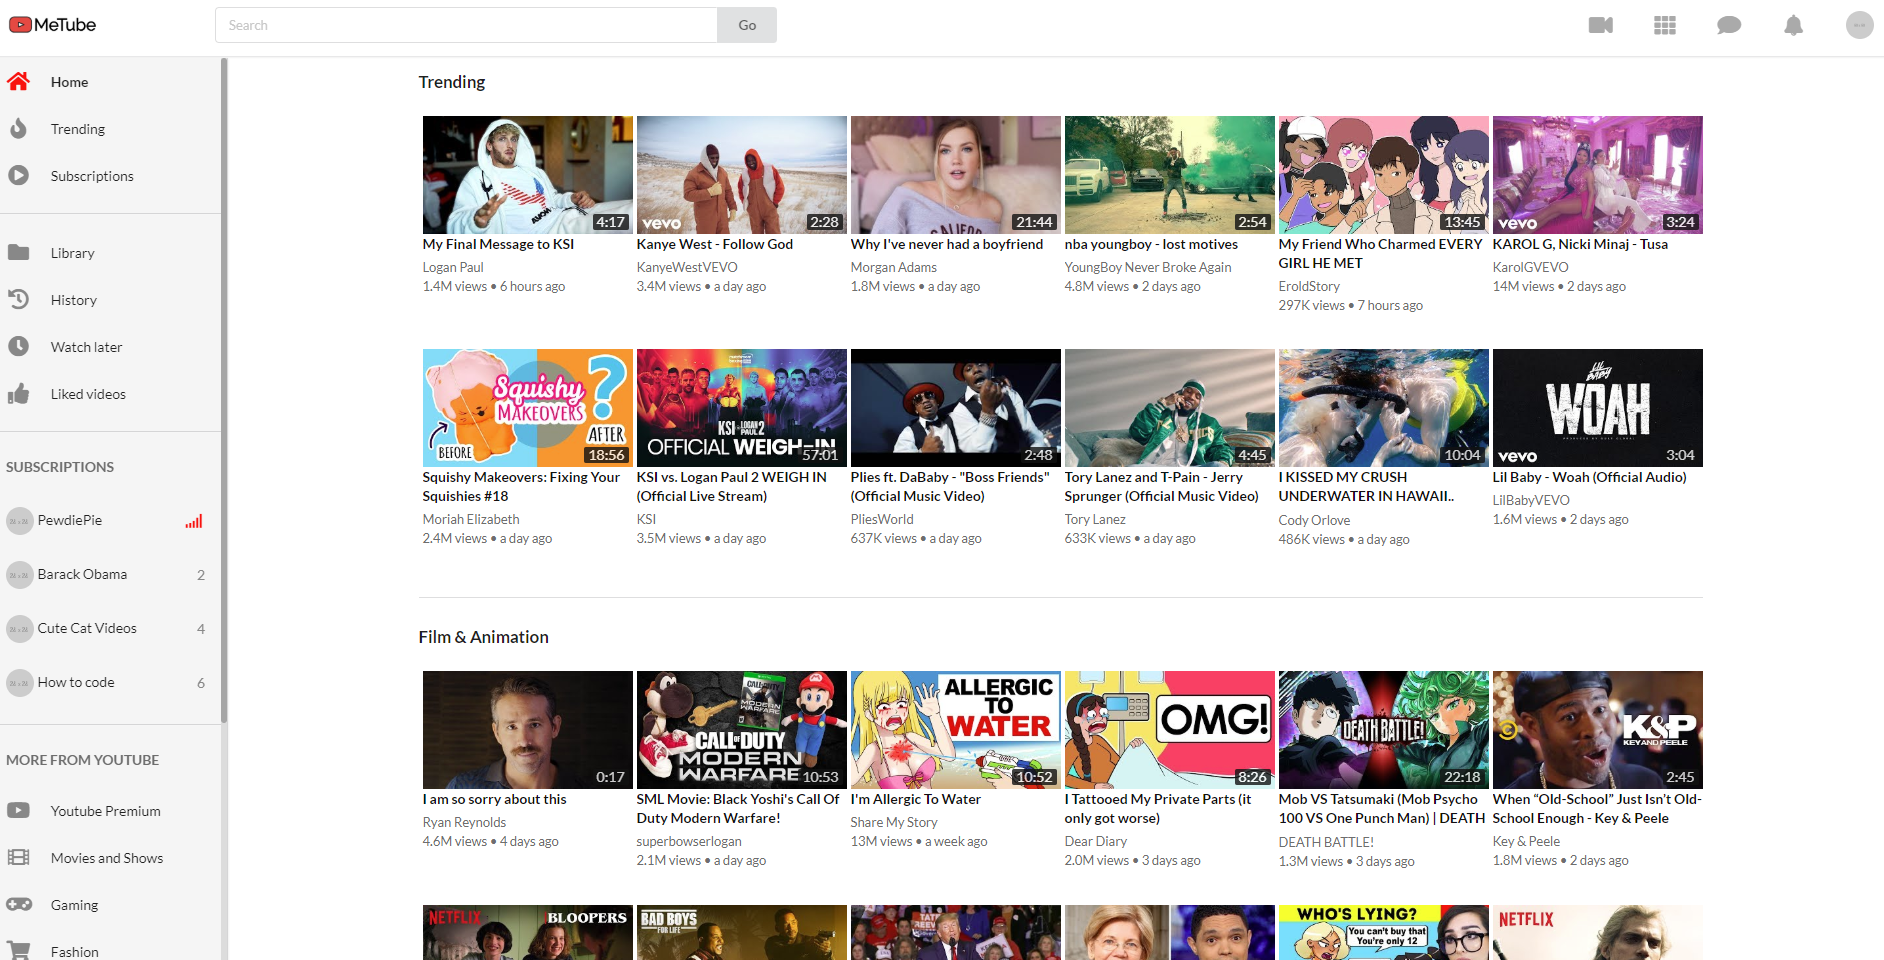 MeTube
Search
Go
Home
Trending
Subscriptions
Library
History
Watch later
Liked videos
SUBSCRIPTIONS
PewdiePie
Barack Obama 2
Cute Cat Videos 4
How to code 6
MORE FROM YOUTUBE
Youtube Premium
Movies and Shows
Gaming
Fashion
Trending
4:17
My Final Message to KSI
Logan Paul
1.4M views • 6 hours ago
vevo 2:28
Kanye West - Follow God
KanyeWestVEVO
3.4M views • a day ago
21:44
Why I've never had a boyfriend
Morgan Adams
1.8M views • a day ago
2:54
nba youngboy - lost motives
YoungBoy Never Broke Again
4.8M views • 2 days ago
13:45
My Friend Who Charmed EVERY
GIRL HE MET
EroldStory
297K views • 7 hours ago
vevo 3:24
KAROL G, Nicki Minaj - Tusa
KarolGVEVO
14M views • 2 days ago
Squishy
MAKEOVERS
?
BEFORE
AFTER
18:56
Squishy Makeovers: Fixing Your
Squishies #18
Moriah Elizabeth
2.4M views • a day ago
KSI LOGAN PAUL 2
OFFICIAL WEIGH-IN
57:01
KSI vs. Logan Paul 2 WEIGH IN
(Official Live Stream)
KSI
3.5M views • a day ago
2:48
Plies ft. DaBaby - "Boss Friends"
(Official Music Video)
PliesWorld
637K views • a day ago
4:45
Tory Lanez and T-Pain - Jerry
Sprunger (Official Music Video)
Tory Lanez
633K views • a day ago
10:04
I KISSED MY CRUSH
UNDERWATER IN HAWAII..
Cody Orlove
486K views • a day ago
LIL BABY
WOAH
vevo 3:04
Lil Baby - Woah (Official Audio)
LilBabyVEVO
1.6M views • 2 days ago
Film & Animation
0:17
I am so sorry about this
Ryan Reynolds
4.6M views • 4 days ago
CALL OF DUTY
MODERN
WARFARE
10:53
SML Movie: Black Yoshi's Call Of
Duty Modern Warfare!
superbowserlogan
2.1M views • a day ago
ALLERGIC
TO
WATER
10:52
I'm Allergic To Water
Share My Story
13M views • a week ago
OMG!
8:26
I Tattooed My Private Parts (it
only got worse)
Dear Diary
2.0M views • 3 days ago
DEATH BATTLE!
22:18
Mob VS Tatsumaki (Mob Psycho
100 VS One Punch Man) | DEATH
DEATH BATTLE!
1.3M views • 3 days ago
K&P
KEY AND PEELE
2:45
When “Old-School” Just Isn’t Old-
School Enough - Key & Peele
Key & Peele
1.8M views • 2 days ago
NETFLIX BLOOPERS
BAD BOYS
FOR LIFE
WHO'S LYING?
You can't buy that
You're only 12
NETFLIX